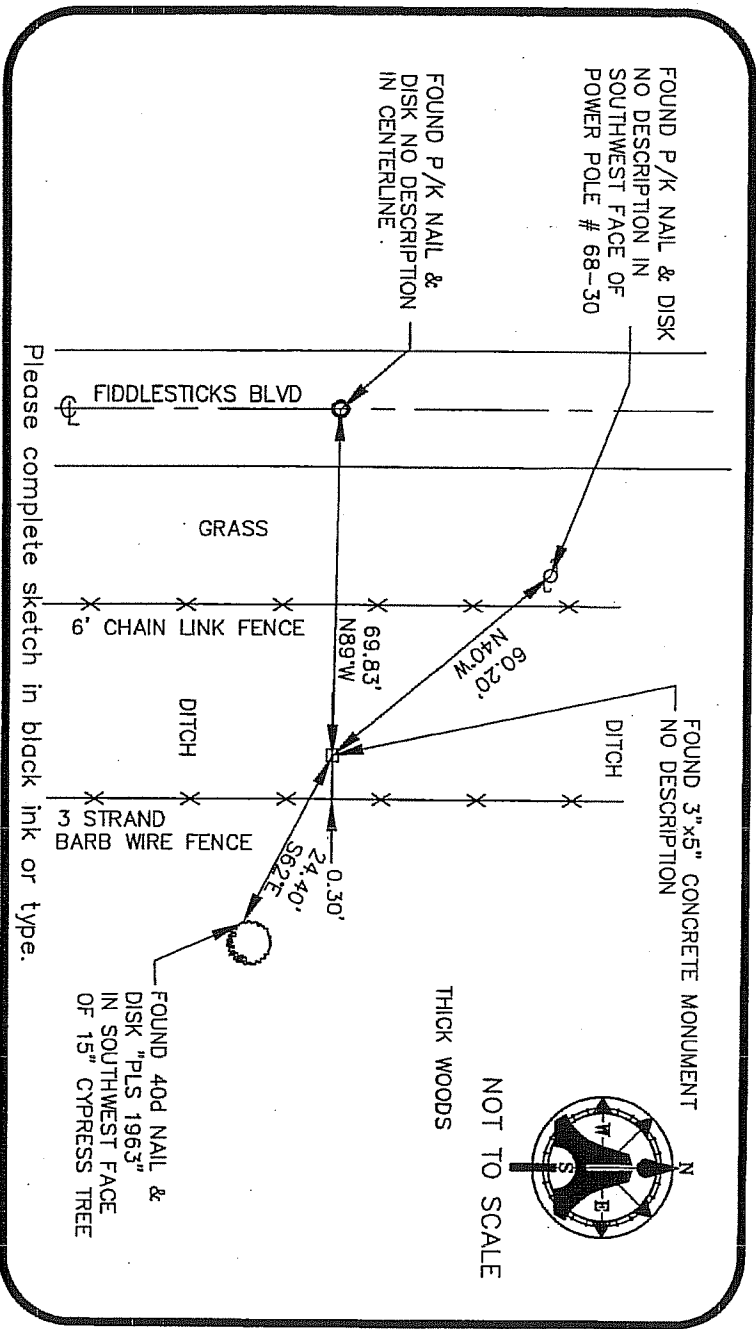 FOUND P/K NAIL & DISK
NO DESCRIPTION IN
SOUTHWEST FACE OF
POWER POLE # 68-30
FOUND P/K NAIL &
DISK NO DESCRIPTION
IN CENTERLINE
FOUND 3"x5" CONCRETE MONUMENT
NO DESCRIPTION
N
W
E
S
NOT TO SCALE
DITCH
THICK WOODS
60.20'
N40°W
69.83'
N89°W
0.30'
24.40'
S62°E
GRASS
FIDDLESTICKS BLVD
℄
6' CHAIN LINK FENCE
DITCH
3 STRAND
BARB WIRE FENCE
FOUND 40d NAIL &
DISK "PLS 1963"
IN SOUTHWEST FACE
OF 15" CYPRESS TREE
Please complete sketch in black ink or type.